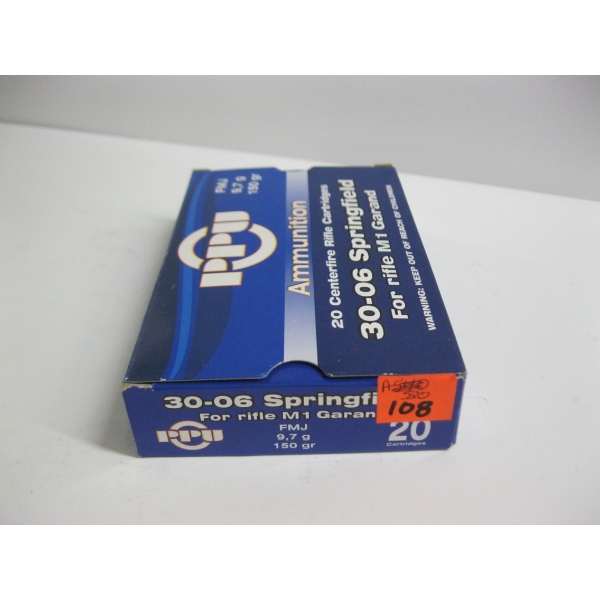 FMJ
9,7 g
150 gr
PPU
Ammunition
20 Centerfire Rifle Cartridges
30-06 Springfield
For rifle M1 Garand
WARNING: KEEP OUT OF REACH OF CHILDREN
30-06 Springfi
For rifle M1 Garand
PPU
FMJ
9,7 g
150 gr
108
20
Cartridges